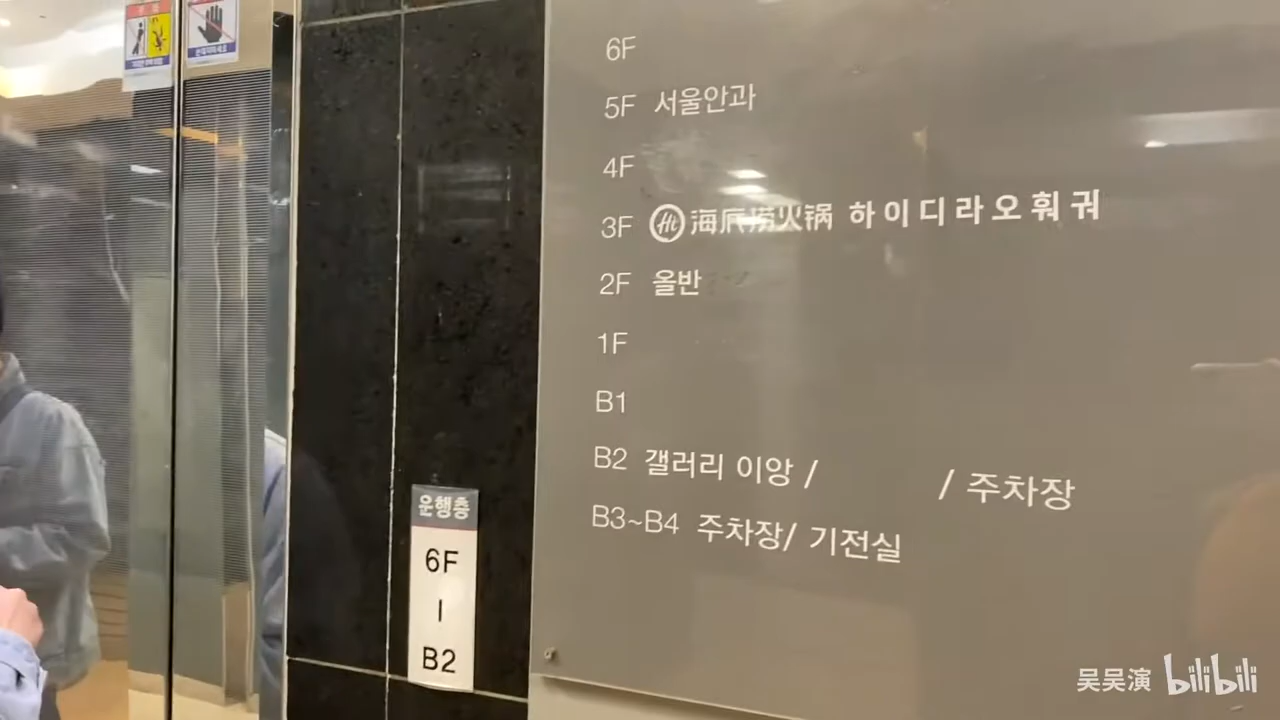 6F
5F 서울안과
4F
3F Hi 海底捞火锅 하이디라오훠궈
2F 올반
1F
B1
B2 갤러리 이앙 / / 주차장
B3~B4 주차장/ 기전실
운행층
6F
|
B2
吴吴演 bilibili